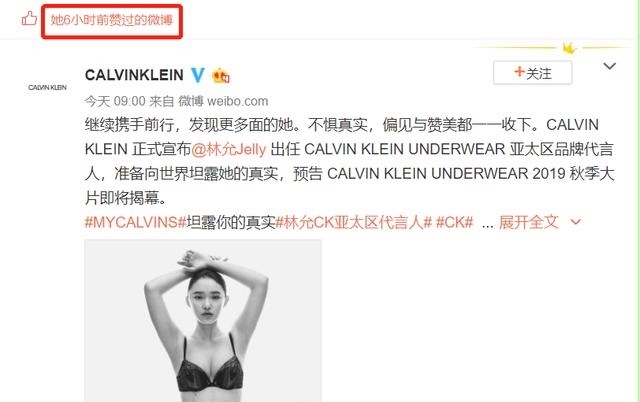 她6小时前赞过的微博
CALVIN KLEIN
CALVINKLEIN
+关注
今天 09:00 来自 微博 weibo.com
继续携手前行，发现更多面的她。不惧真实，偏见与赞美都一一收下。CALVIN
KLEIN 正式宣布@林允Jelly 出任 CALVIN KLEIN UNDERWEAR 亚太区品牌代言
人，准备向世界坦露她的真实，预告 CALVIN KLEIN UNDERWEAR 2019 秋季大
片即将揭幕。
#MYCALVINS#坦露你的真实#林允CK亚太区代言人# #CK# ... 展开全文